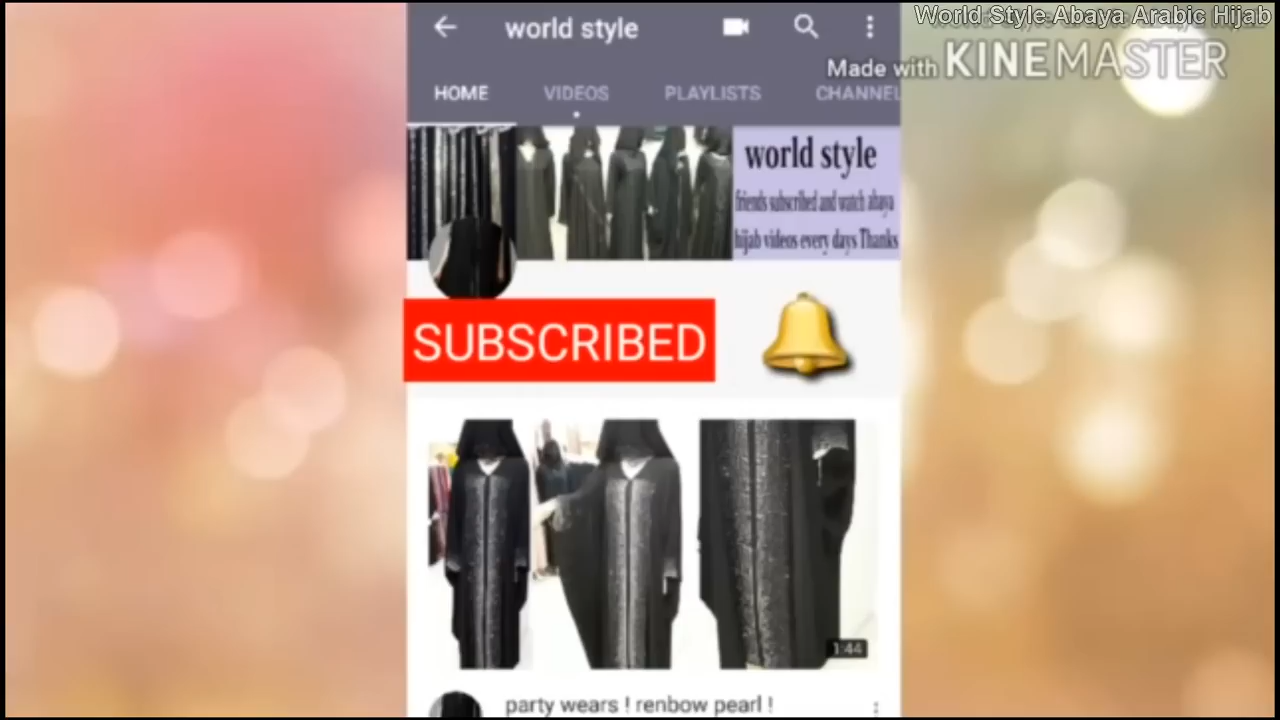 World Style Abaya Arabic Hijab
world style
Made with KINEMASTER
HOME VIDEOS PLAYLISTS CHANNEL
world style
friends subscribed and watch abaya
hijab videos every days Thanks
SUBSCRIBED
1:44
party wears ! renbow pearl !